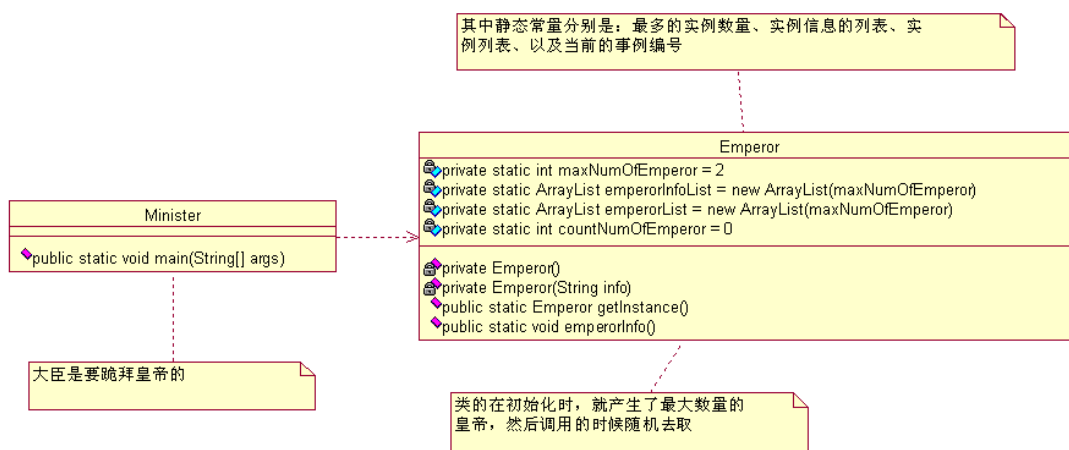 其中静态常量分别是：最多的实例数量、实例信息的列表、实
例列表、以及当前的事例编号
Emperor
private static int maxNumOfEmperor = 2
private static ArrayList emperorInfoList = new ArrayList(maxNumOfEmperor)
private static ArrayList emperorList = new ArrayList(maxNumOfEmperor)
private static int countNumOfEmperor = 0
private Emperor()
private Emperor(String info)
public static Emperor getInstance()
public static void emperorInfo()
Minister
public static void main(String[] args)
大臣是要跪拜皇帝的
类的在初始化时，就产生了最大数量的
皇帝，然后调用的时候随机去取